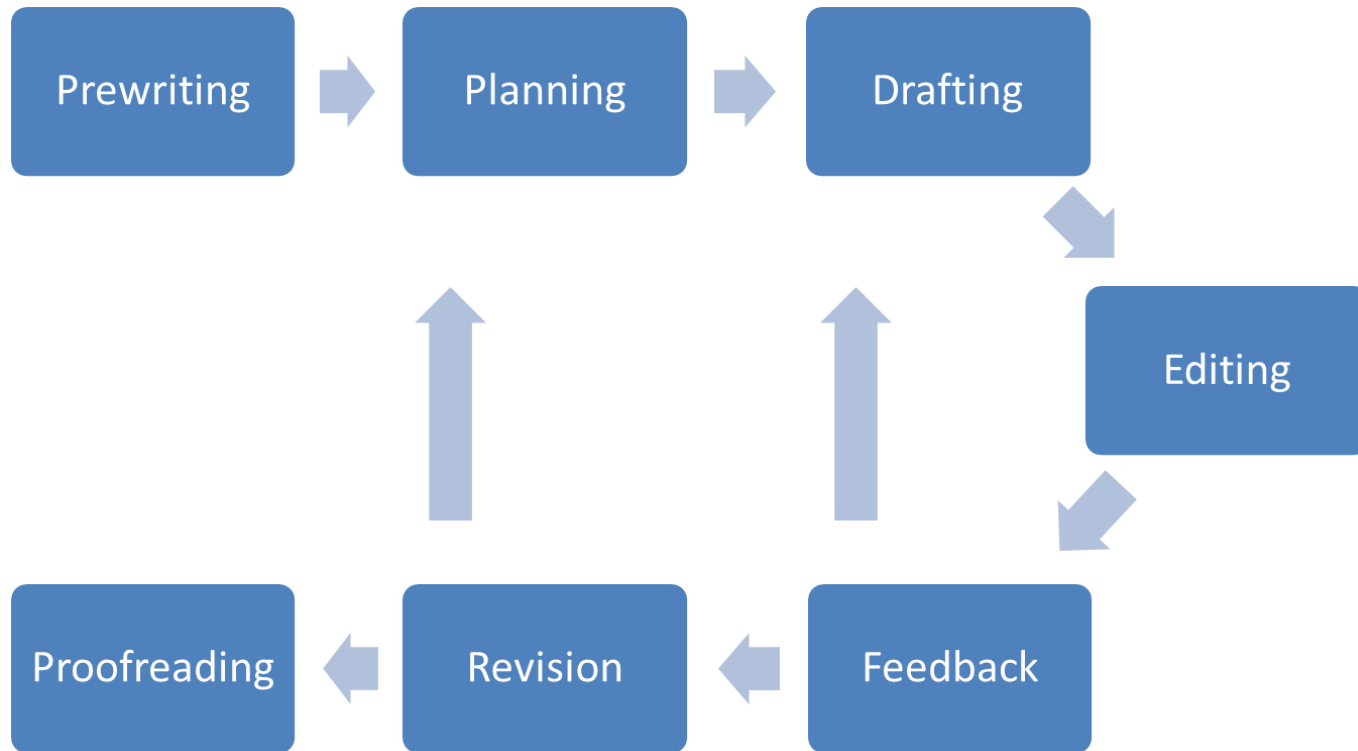 Prewriting
Planning
Drafting
Editing
Feedback
Revision
Proofreading